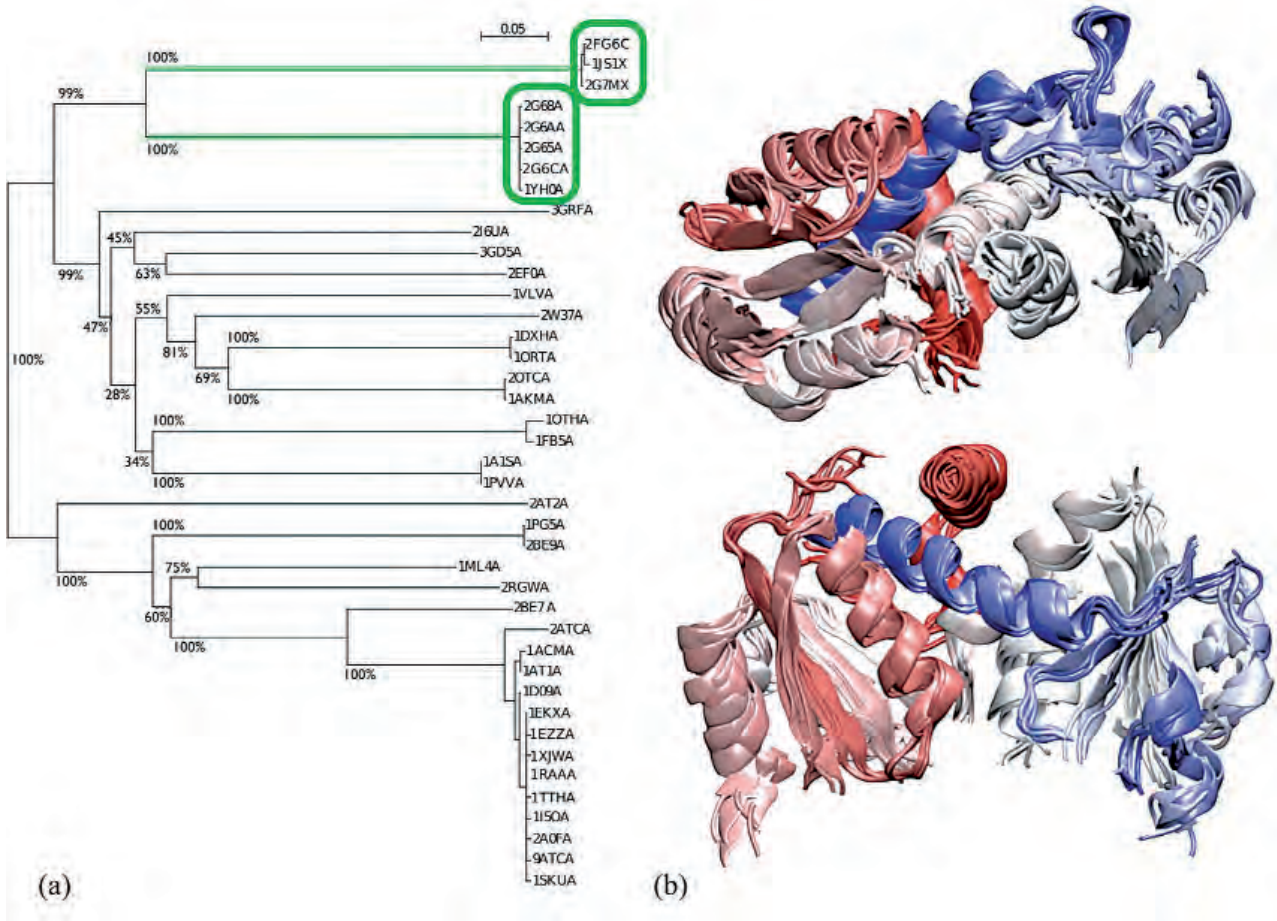 0.05
100%
2FG6C
1JS1X
2G7MX
99%
2G68A
2G6AA
100%
2G65A
2G6CA
1YH0A
3GRFA
45%
2I6UA
3GD5A
99%
63%
2EF0A
55%
1VLVA
47%
2W37A
100%
1DXHA
81%
1ORTA
100%
69%
2OTCA
28%
100%
1AKMA
100%
1OTHA
1FB5A
34%
1A1SA
100%
1PVVA
2AT2A
100%
1PG5A
2BE9A
75%
1ML4A
100%
2RGWA
60%
2BE7A
100%
2ATCA
1ACMA
100%
1AT1A
1D09A
1EKXA
1EZZA
1XJWA
1RAAA
1TTHA
1I5OA
2A0FA
9ATCA
1SKUA
(a)
(b)